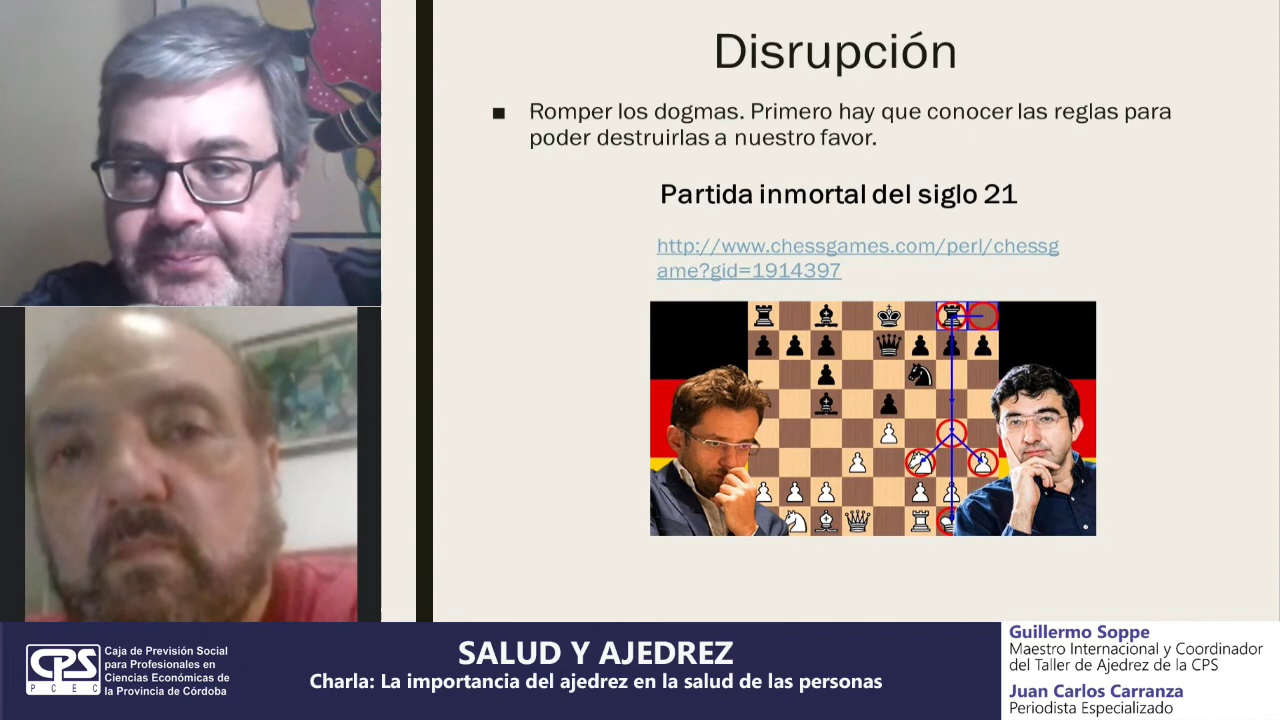 Disrupción
■ Romper los dogmas. Primero hay que conocer las reglas para
poder destruirlas a nuestro favor.
Partida inmortal del siglo 21
http://www.chessgames.com/perl/chessg
ame?gid=1914397
CPS
PCEC
Caja de Previsión Social
para Profesionales en
Ciencias Económicas de
la Provincia de Córdoba
SALUD Y AJEDREZ
Charla: La importancia del ajedrez en la salud de las personas
Guillermo Soppe
Maestro Internacional y Coordinador
del Taller de Ajedrez de la CPS
Juan Carlos Carranza
Periodista Especializado